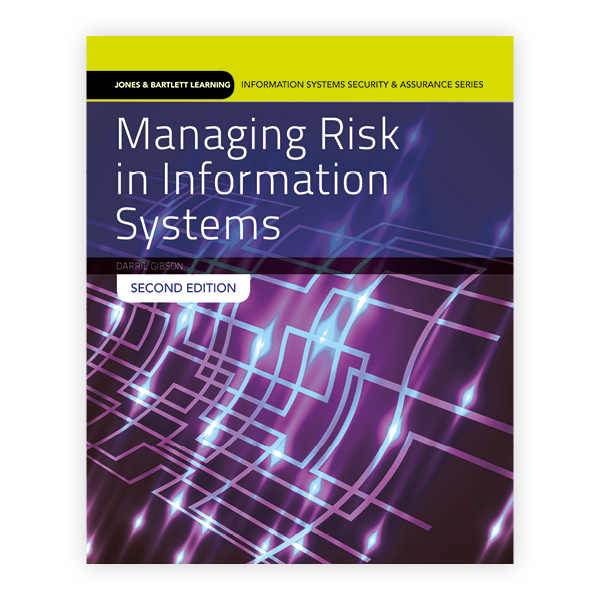 JONES & BARTLETT LEARNING INFORMATION SYSTEMS SECURITY & ASSURANCE SERIES
Managing Risk
in Information
Systems
DARRIL GIBSON
SECOND EDITION